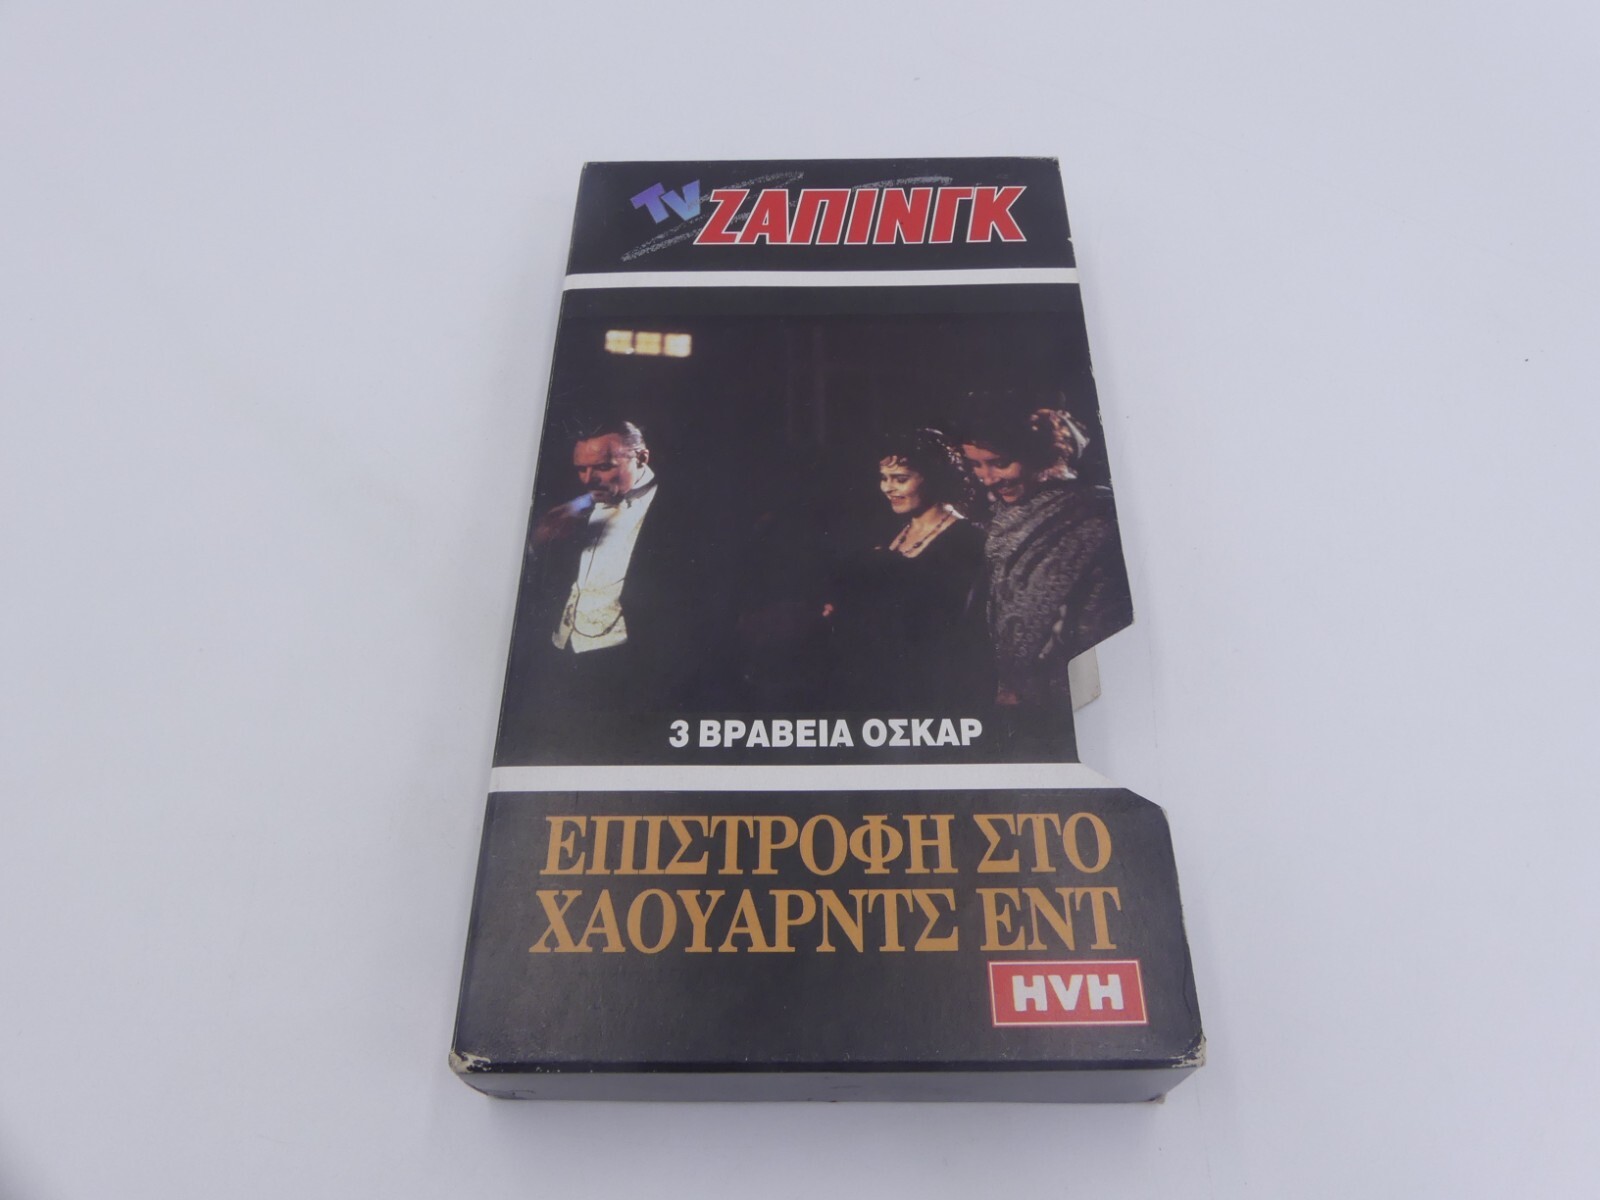 TV ΖΑΠΙΝΓΚ
3 ΒΡΑΒΕΙΑ ΟΣΚΑΡ
ΕΠΙΣΤΡΟΦΗ ΣΤΟ
ΧΑΟΥΑΡΝΤΣ ΕΝΤ
HVH